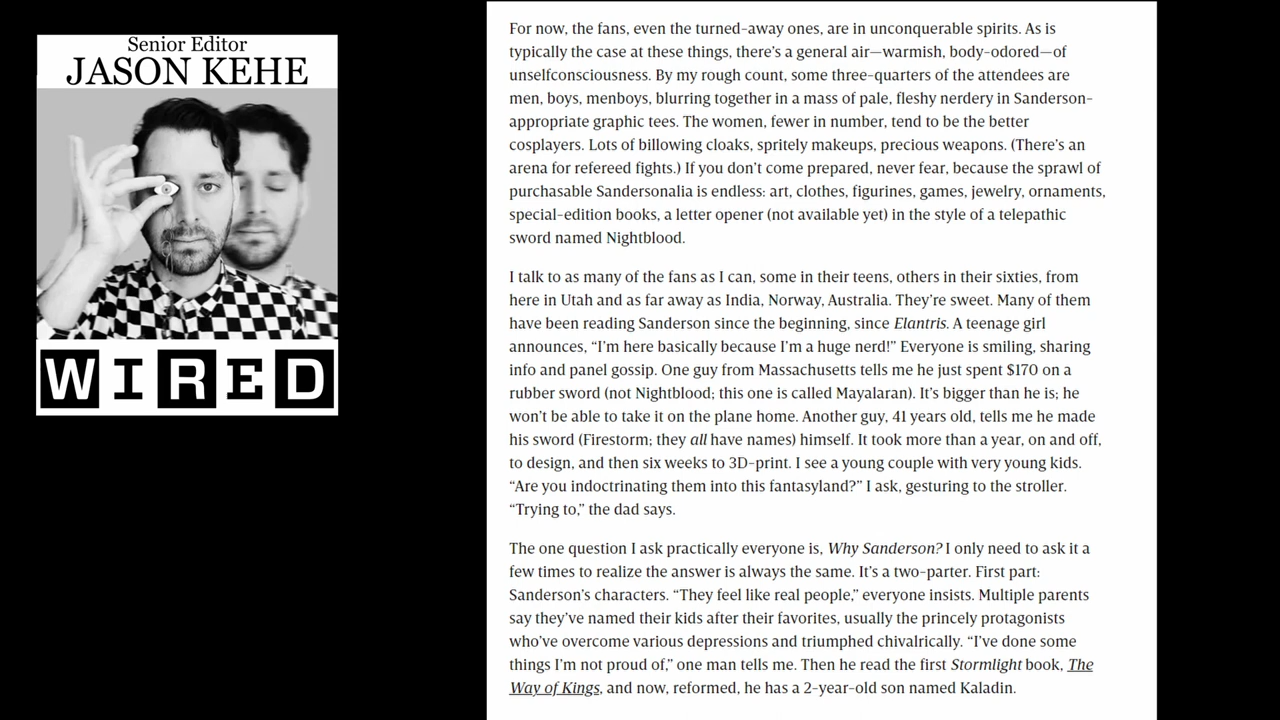 Senior Editor
JASON KEHE
WIRED
For now, the fans, even the turned-away ones, are in unconquerable spirits. As is
typically the case at these things, there's a general air—warmish, body-odored—of
unselfconsciousness. By my rough count, some three-quarters of the attendees are
men, boys, menboys, blurring together in a mass of pale, fleshy nerdery in Sanderson-
appropriate graphic tees. The women, fewer in number, tend to be the better
cosplayers. Lots of billowing cloaks, spritely makeups, precious weapons. (There's an
arena for refereed fights.) If you don't come prepared, never fear, because the sprawl of
purchasable Sandersonalia is endless: art, clothes, figurines, games, jewelry, ornaments,
special-edition books, a letter opener (not available yet) in the style of a telepathic
sword named Nightblood.
I talk to as many of the fans as I can, some in their teens, others in their sixties, from
here in Utah and as far away as India, Norway, Australia. They're sweet. Many of them
have been reading Sanderson since the beginning, since Elantris. A teenage girl
announces, “I'm here basically because I'm a huge nerd!” Everyone is smiling, sharing
info and panel gossip. One guy from Massachusetts tells me he just spent $170 on a
rubber sword (not Nightblood; this one is called Mayalaran). It's bigger than he is; he
won't be able to take it on the plane home. Another guy, 41 years old, tells me he made
his sword (Firestorm; they all have names) himself. It took more than a year, on and off,
to design, and then six weeks to 3D-print. I see a young couple with very young kids.
“Are you indoctrinating them into this fantasyland?” I ask, gesturing to the stroller.
“Trying to,” the dad says.
The one question I ask practically everyone is, Why Sanderson? I only need to ask it a
few times to realize the answer is always the same. It's a two-parter. First part:
Sanderson's characters. “They feel like real people,” everyone insists. Multiple parents
say they've named their kids after their favorites, usually the princely protagonists
who've overcome various depressions and triumphed chivalrically. “I've done some
things I'm not proud of,” one man tells me. Then he read the first Stormlight book, The
Way of Kings, and now, reformed, he has a 2-year-old son named Kaladin.